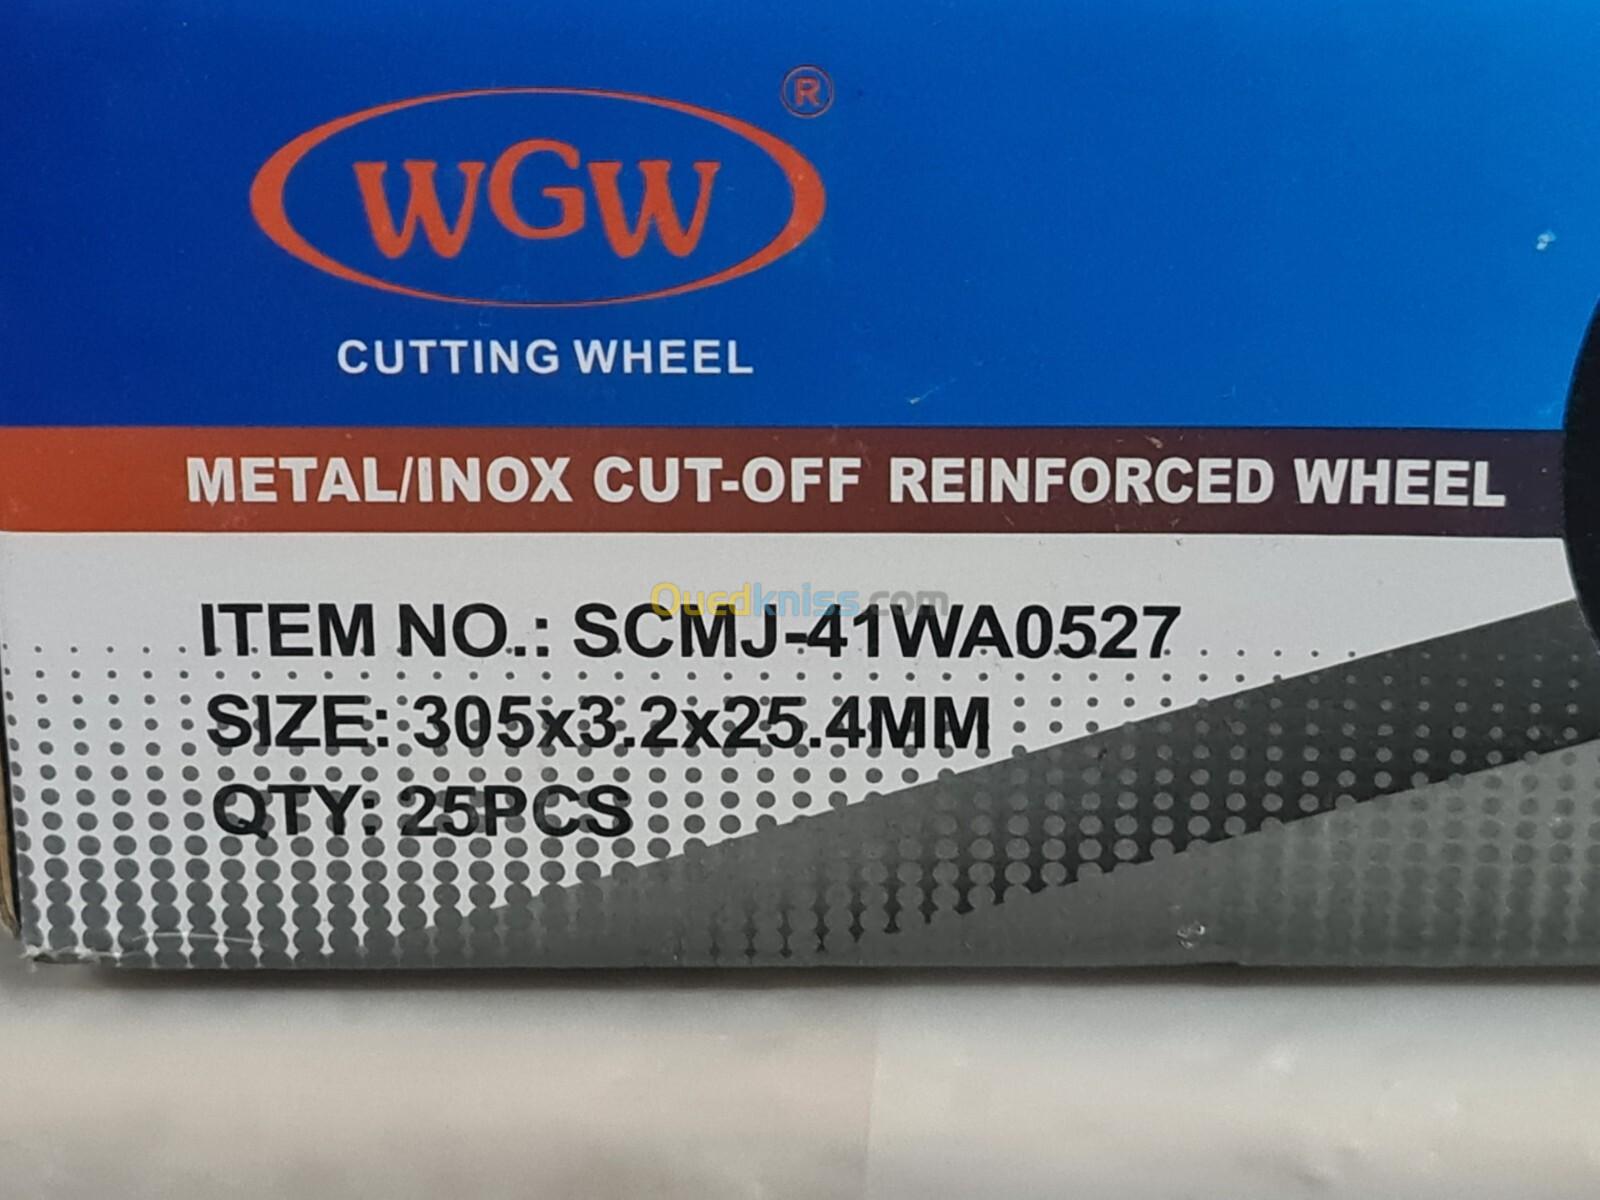 WGW ®
CUTTING WHEEL
METAL/INOX CUT-OFF REINFORCED WHEEL
Ouedkniss.com
ITEM NO.: SCMJ-41WA0527
SIZE: 305x3.2x25.4MM
QTY: 25PCS